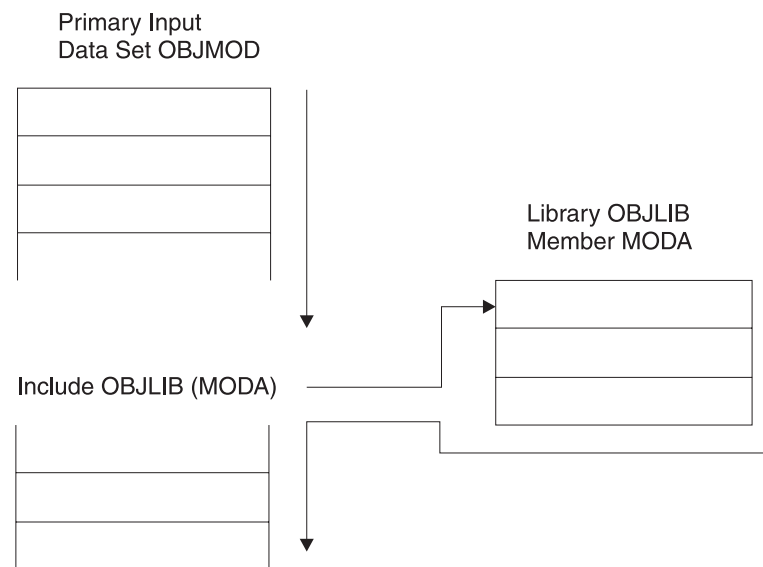 Primary Input
Data Set OBJMOD
Library OBJLIB
Member MODA
Include OBJLIB (MODA)